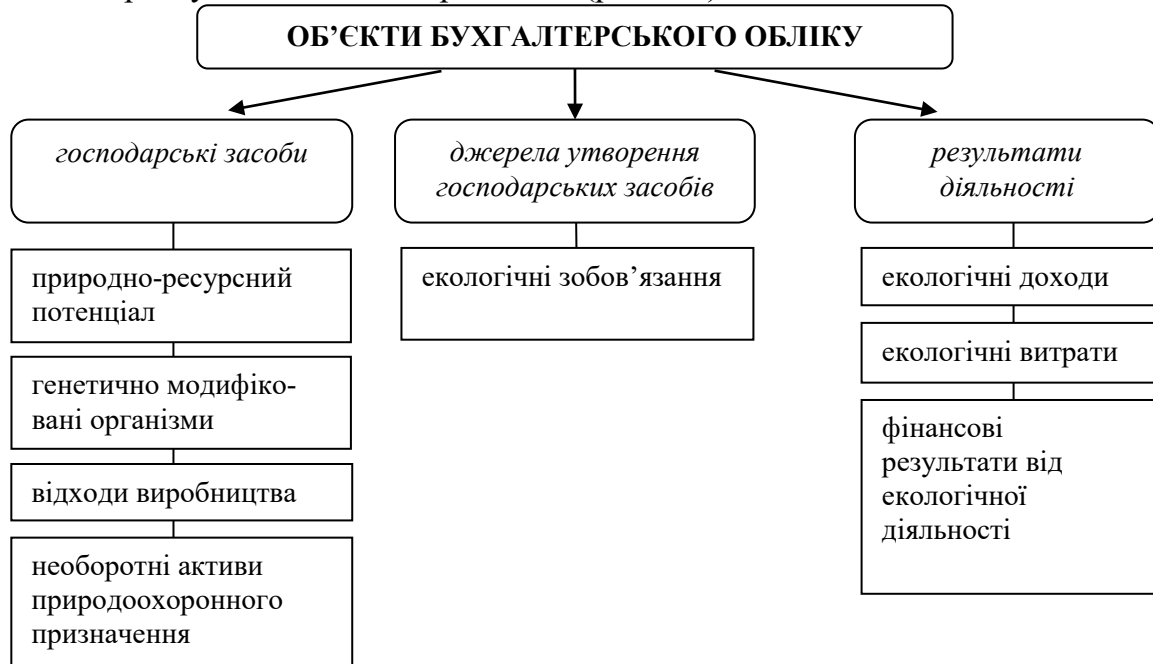 ОБ’ЄКТИ БУХГАЛТЕРСЬКОГО ОБЛІКУ
господарські засоби
джерела утворення
господарських засобів
результати
діяльності
природно-ресурсний
потенціал
генетично модифіко-
вані організми
відходи виробництва
необоротні активи
природоохоронного
призначення
екологічні зобов’язання
екологічні доходи
екологічні витрати
фінансові
результати від
екологічної
діяльності